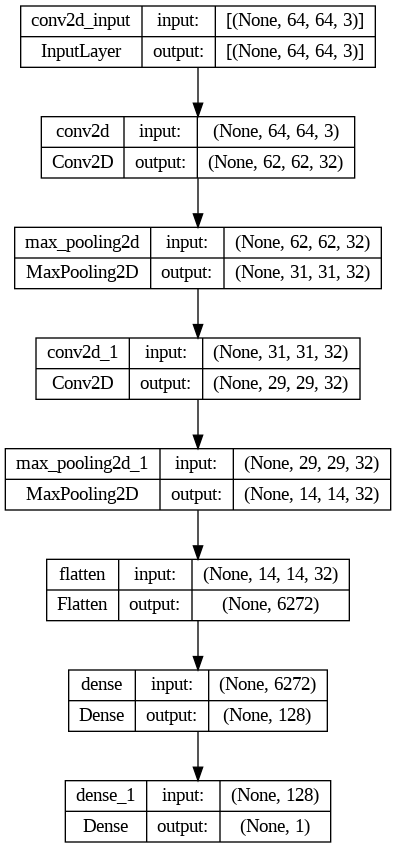 conv2d_input input: [(None, 64, 64, 3)]
InputLayer output: [(None, 64, 64, 3)]
conv2d input: (None, 64, 64, 3)
Conv2D output: (None, 62, 62, 32)
max_pooling2d input: (None, 62, 62, 32)
MaxPooling2D output: (None, 31, 31, 32)
conv2d_1 input: (None, 31, 31, 32)
Conv2D output: (None, 29, 29, 32)
max_pooling2d_1 input: (None, 29, 29, 32)
MaxPooling2D output: (None, 14, 14, 32)
flatten input: (None, 14, 14, 32)
Flatten output: (None, 6272)
dense input: (None, 6272)
Dense output: (None, 128)
dense_1 input: (None, 128)
Dense output: (None, 1)